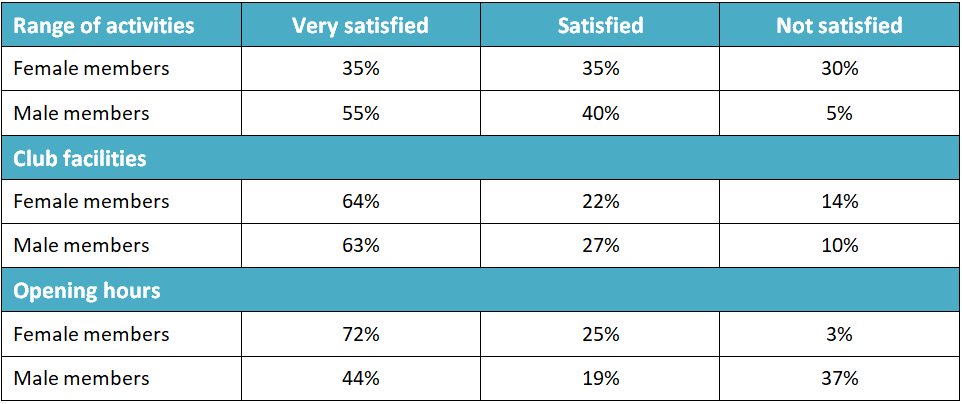 Range of activities Very satisfied Satisfied Not satisfied
Female members 35% 35% 30%
Male members 55% 40% 5%
Club facilities
Female members 64% 22% 14%
Male members 63% 27% 10%
Opening hours
Female members 72% 25% 3%
Male members 44% 19% 37%